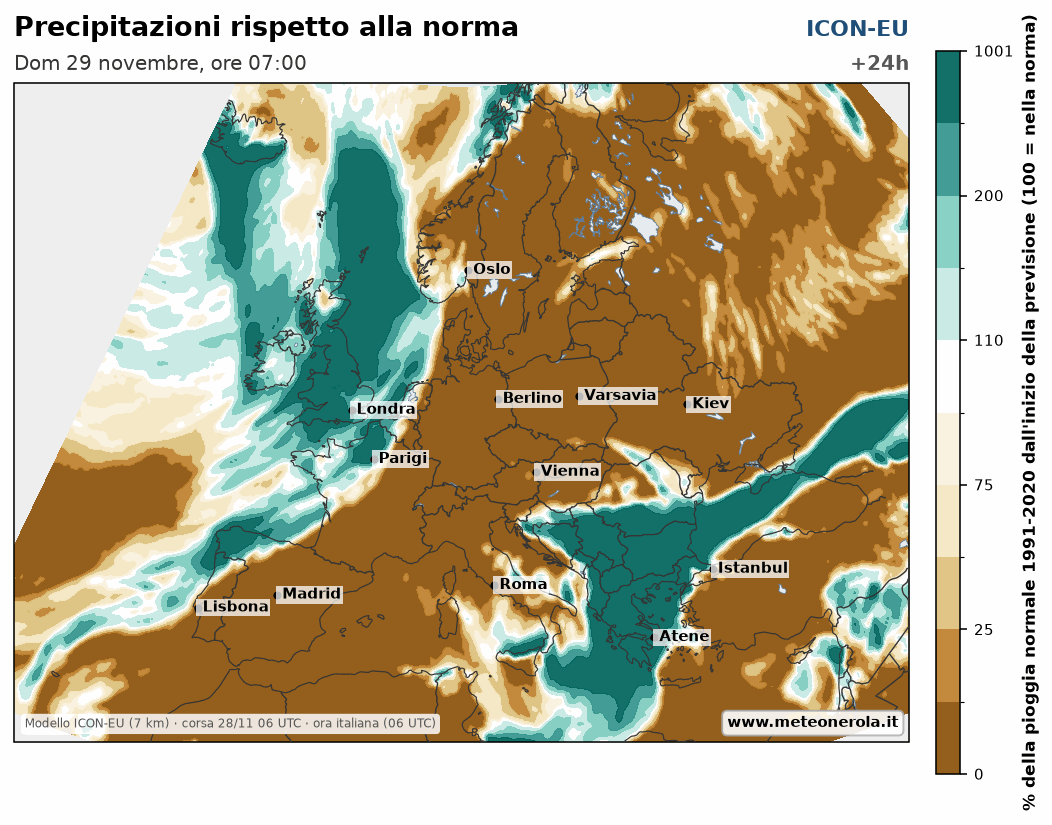 Precipitazioni rispetto alla norma
ICON-EU
Dom 29 novembre, ore 07:00
+24h
Oslo
Londra
Berlino
Varsavia
Kiev
Parigi
Vienna
Istanbul
Roma
Madrid
Lisbona
Atene
Modello ICON-EU (7 km) · corsa 28/11 06 UTC · ora italiana (06 UTC)
www.meteonerola.it
1001
200
110
75
25
0
% della pioggia normale 1991-2020 dall'inizio della previsione (100 = nella norma)